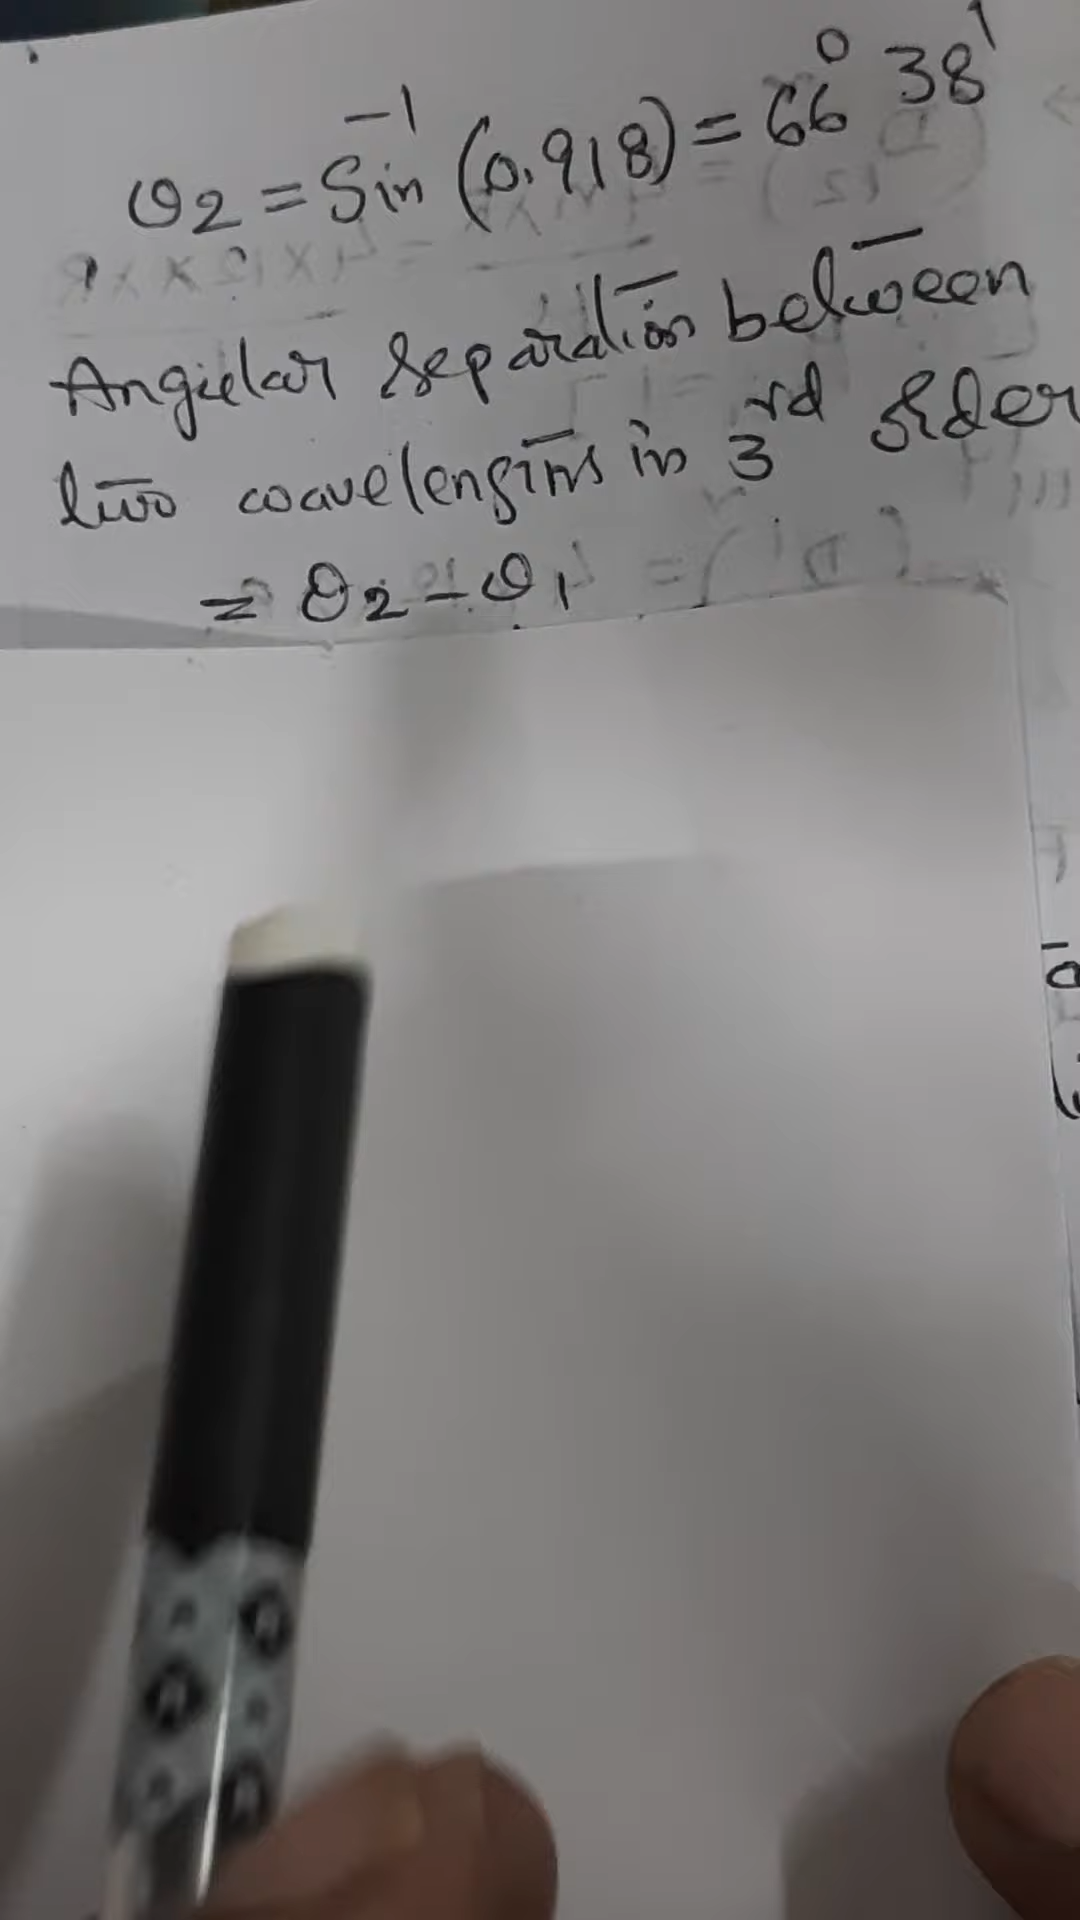 θ2 = Sin⁻¹ (0.918) = 66° 38'
Angular separation between
two wavelengths in 3rd order
= θ2 - θ1